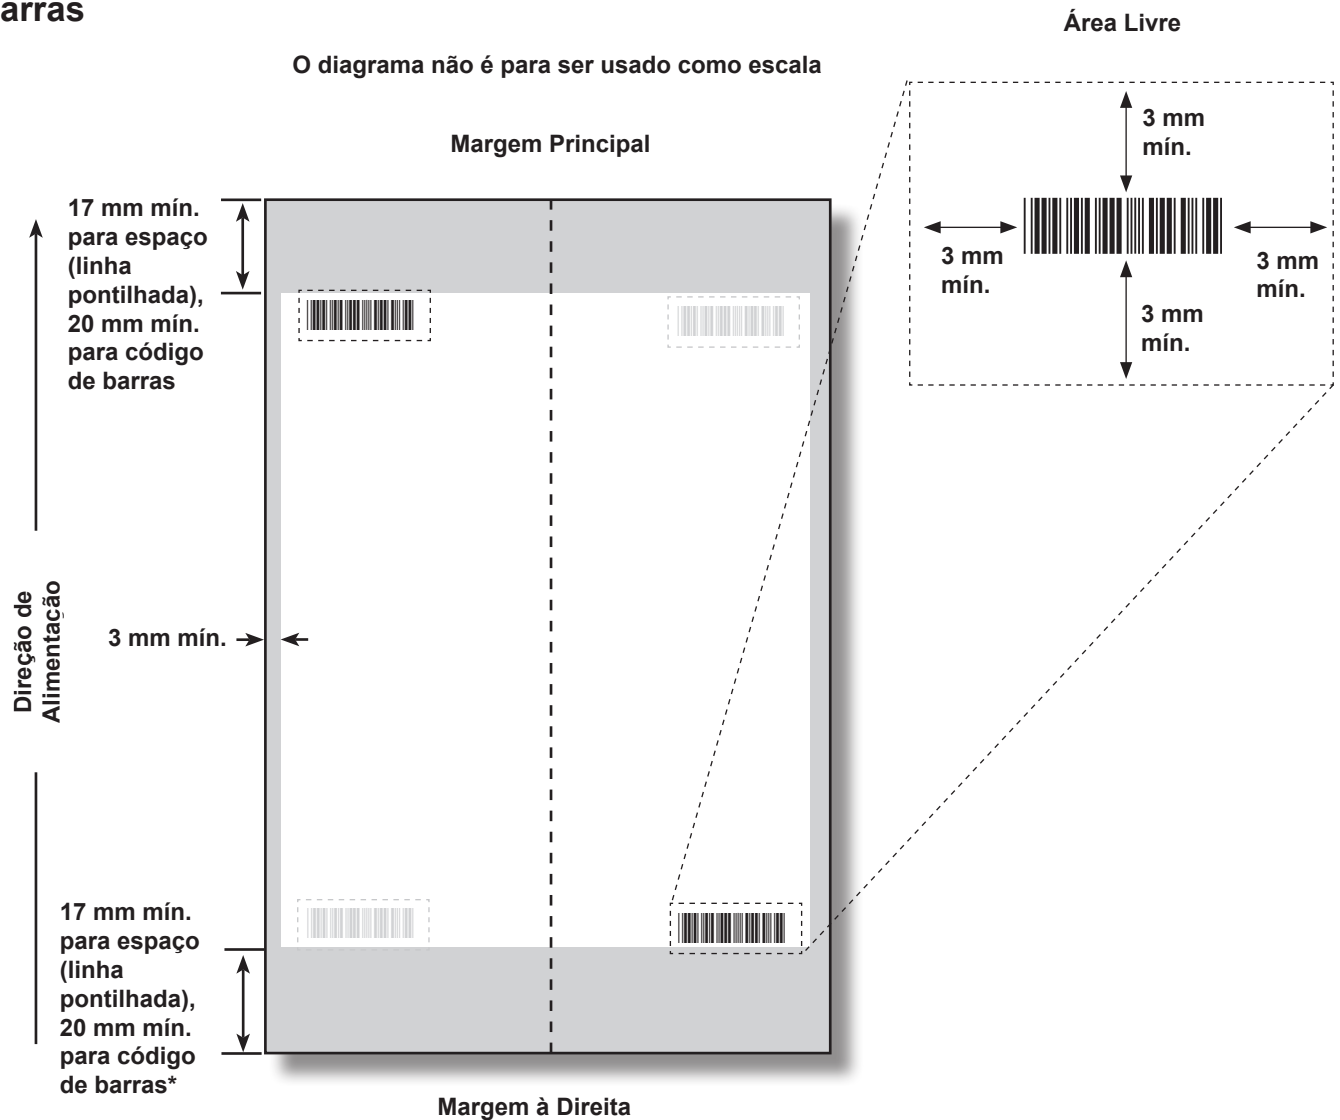 arras
Área Livre
O diagrama não é para ser usado como escala
Margem Principal
3 mm
mín.
3 mm
mín.
3 mm
mín.
3 mm
mín.
17 mm mín.
para espaço
(linha
pontilhada),
20 mm mín.
para código
de barras
Direção de
Alimentação
3 mm mín.
17 mm mín.
para espaço
(linha
pontilhada),
20 mm mín.
para código
de barras*
Margem à Direita